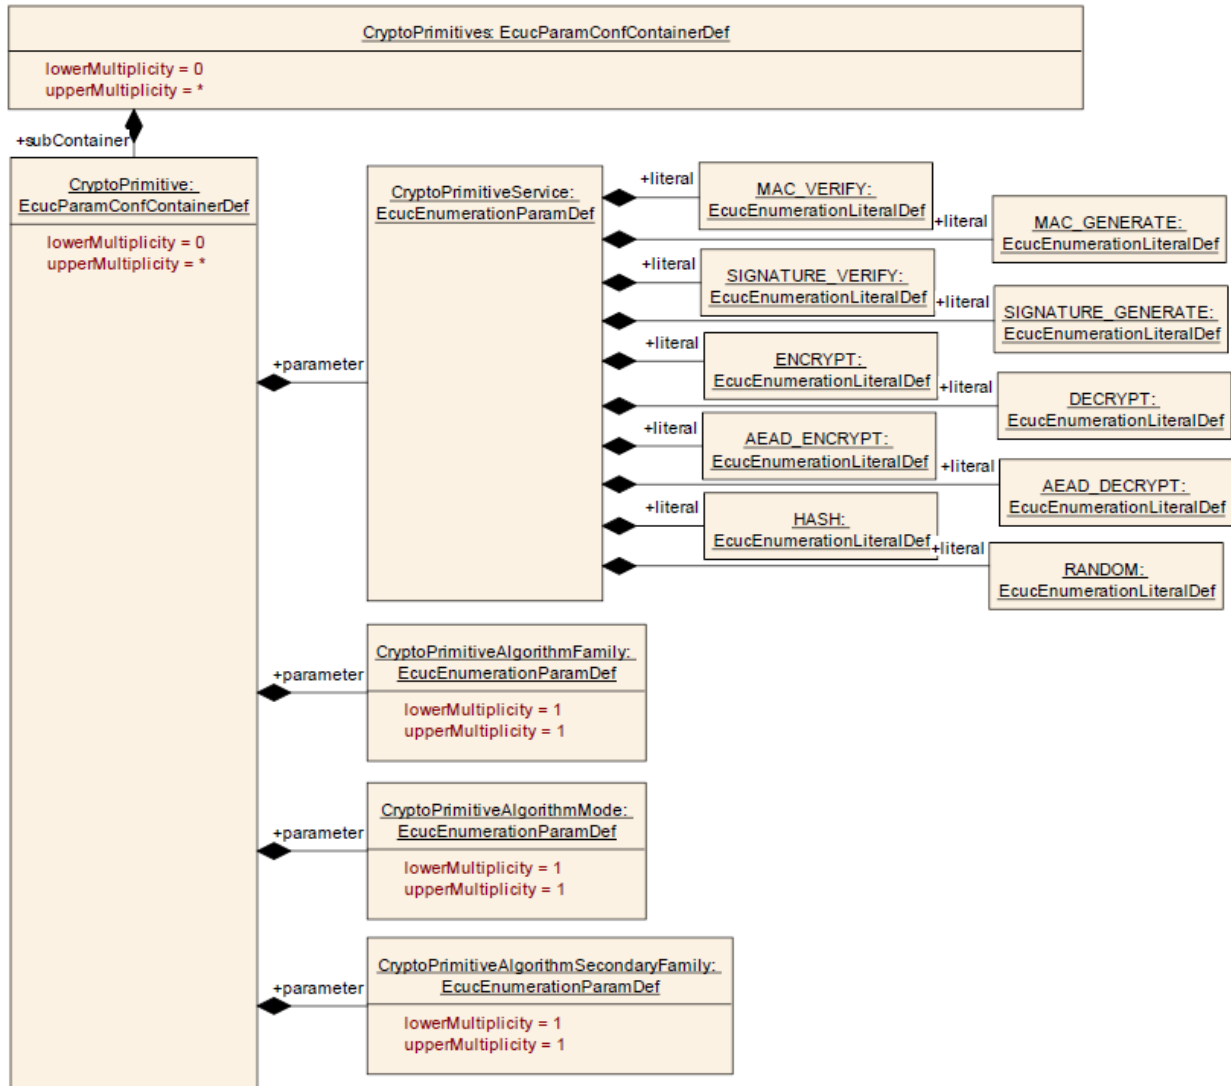 CryptoPrimitives: EcucParamConfContainerDef
lowerMultiplicity = 0
upperMultiplicity = *
+subContainer
CryptoPrimitive:
EcucParamConfContainerDef
lowerMultiplicity = 0
upperMultiplicity = *
+parameter
CryptoPrimitiveService:
EcucEnumerationParamDef
+literal
MAC_VERIFY:
EcucEnumerationLiteralDef
+literal
MAC_GENERATE:
EcucEnumerationLiteralDef
+literal
SIGNATURE_VERIFY:
EcucEnumerationLiteralDef
+literal
SIGNATURE_GENERATE:
EcucEnumerationLiteralDef
+literal
ENCRYPT:
EcucEnumerationLiteralDef
+literal
DECRYPT:
EcucEnumerationLiteralDef
+literal
AEAD_ENCRYPT:
EcucEnumerationLiteralDef
+literal
AEAD_DECRYPT:
EcucEnumerationLiteralDef
+literal
HASH:
EcucEnumerationLiteralDef
+literal
RANDOM:
EcucEnumerationLiteralDef
+parameter
CryptoPrimitiveAlgorithmFamily:
EcucEnumerationParamDef
lowerMultiplicity = 1
upperMultiplicity = 1
+parameter
CryptoPrimitiveAlgorithmMode:
EcucEnumerationParamDef
lowerMultiplicity = 1
upperMultiplicity = 1
+parameter
CryptoPrimitiveAlgorithmSecondaryFamily:
EcucEnumerationParamDef
lowerMultiplicity = 1
upperMultiplicity = 1